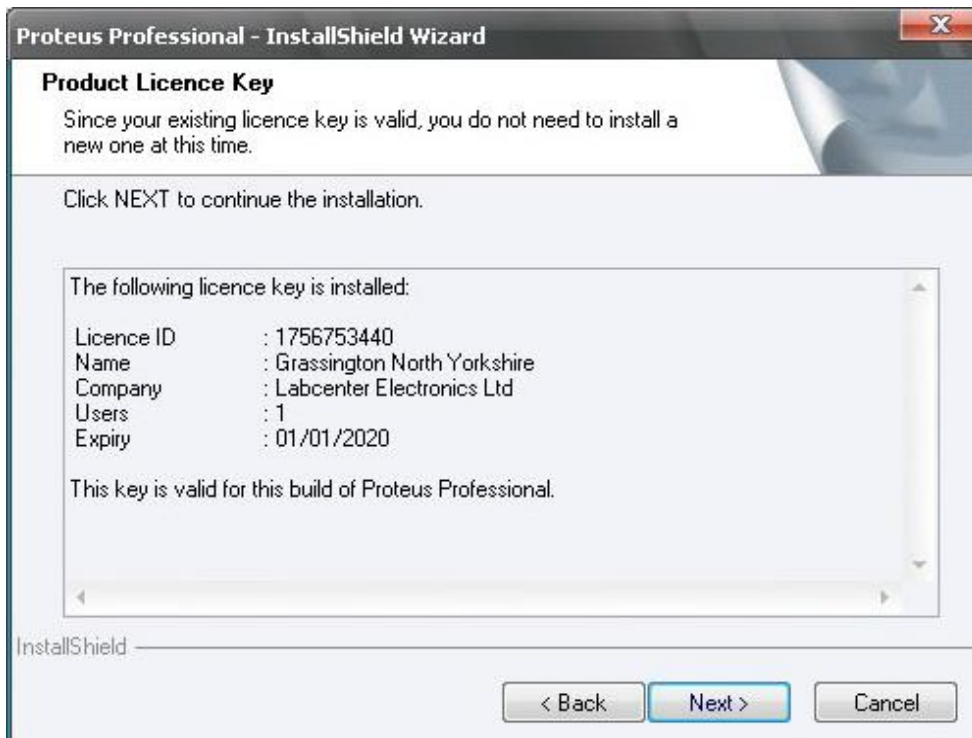 Proteus Professional - InstallShield Wizard
Product Licence Key
Since your existing licence key is valid, you do not need to install a
new one at this time.
Click NEXT to continue the installation.
The following licence key is installed:
Licence ID : 1756753440
Name : Grassington North Yorkshire
Company : Labcenter Electronics Ltd
Users : 1
Expiry : 01/01/2020
This key is valid for this build of Proteus Professional.
InstallShield
< Back Next > Cancel